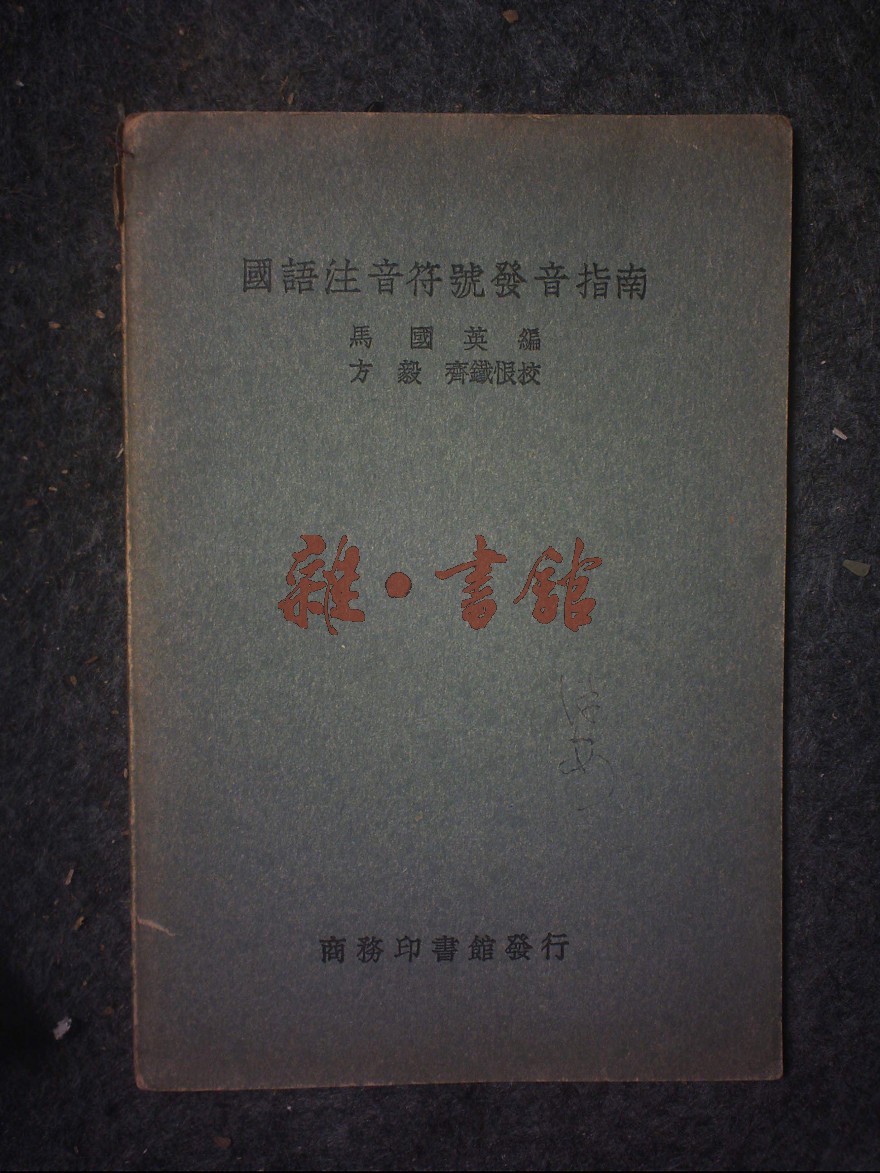 國語注音符號發音指南
馬國英編
方毅 齊鐵恨校
雜·書館
商務印書館發行